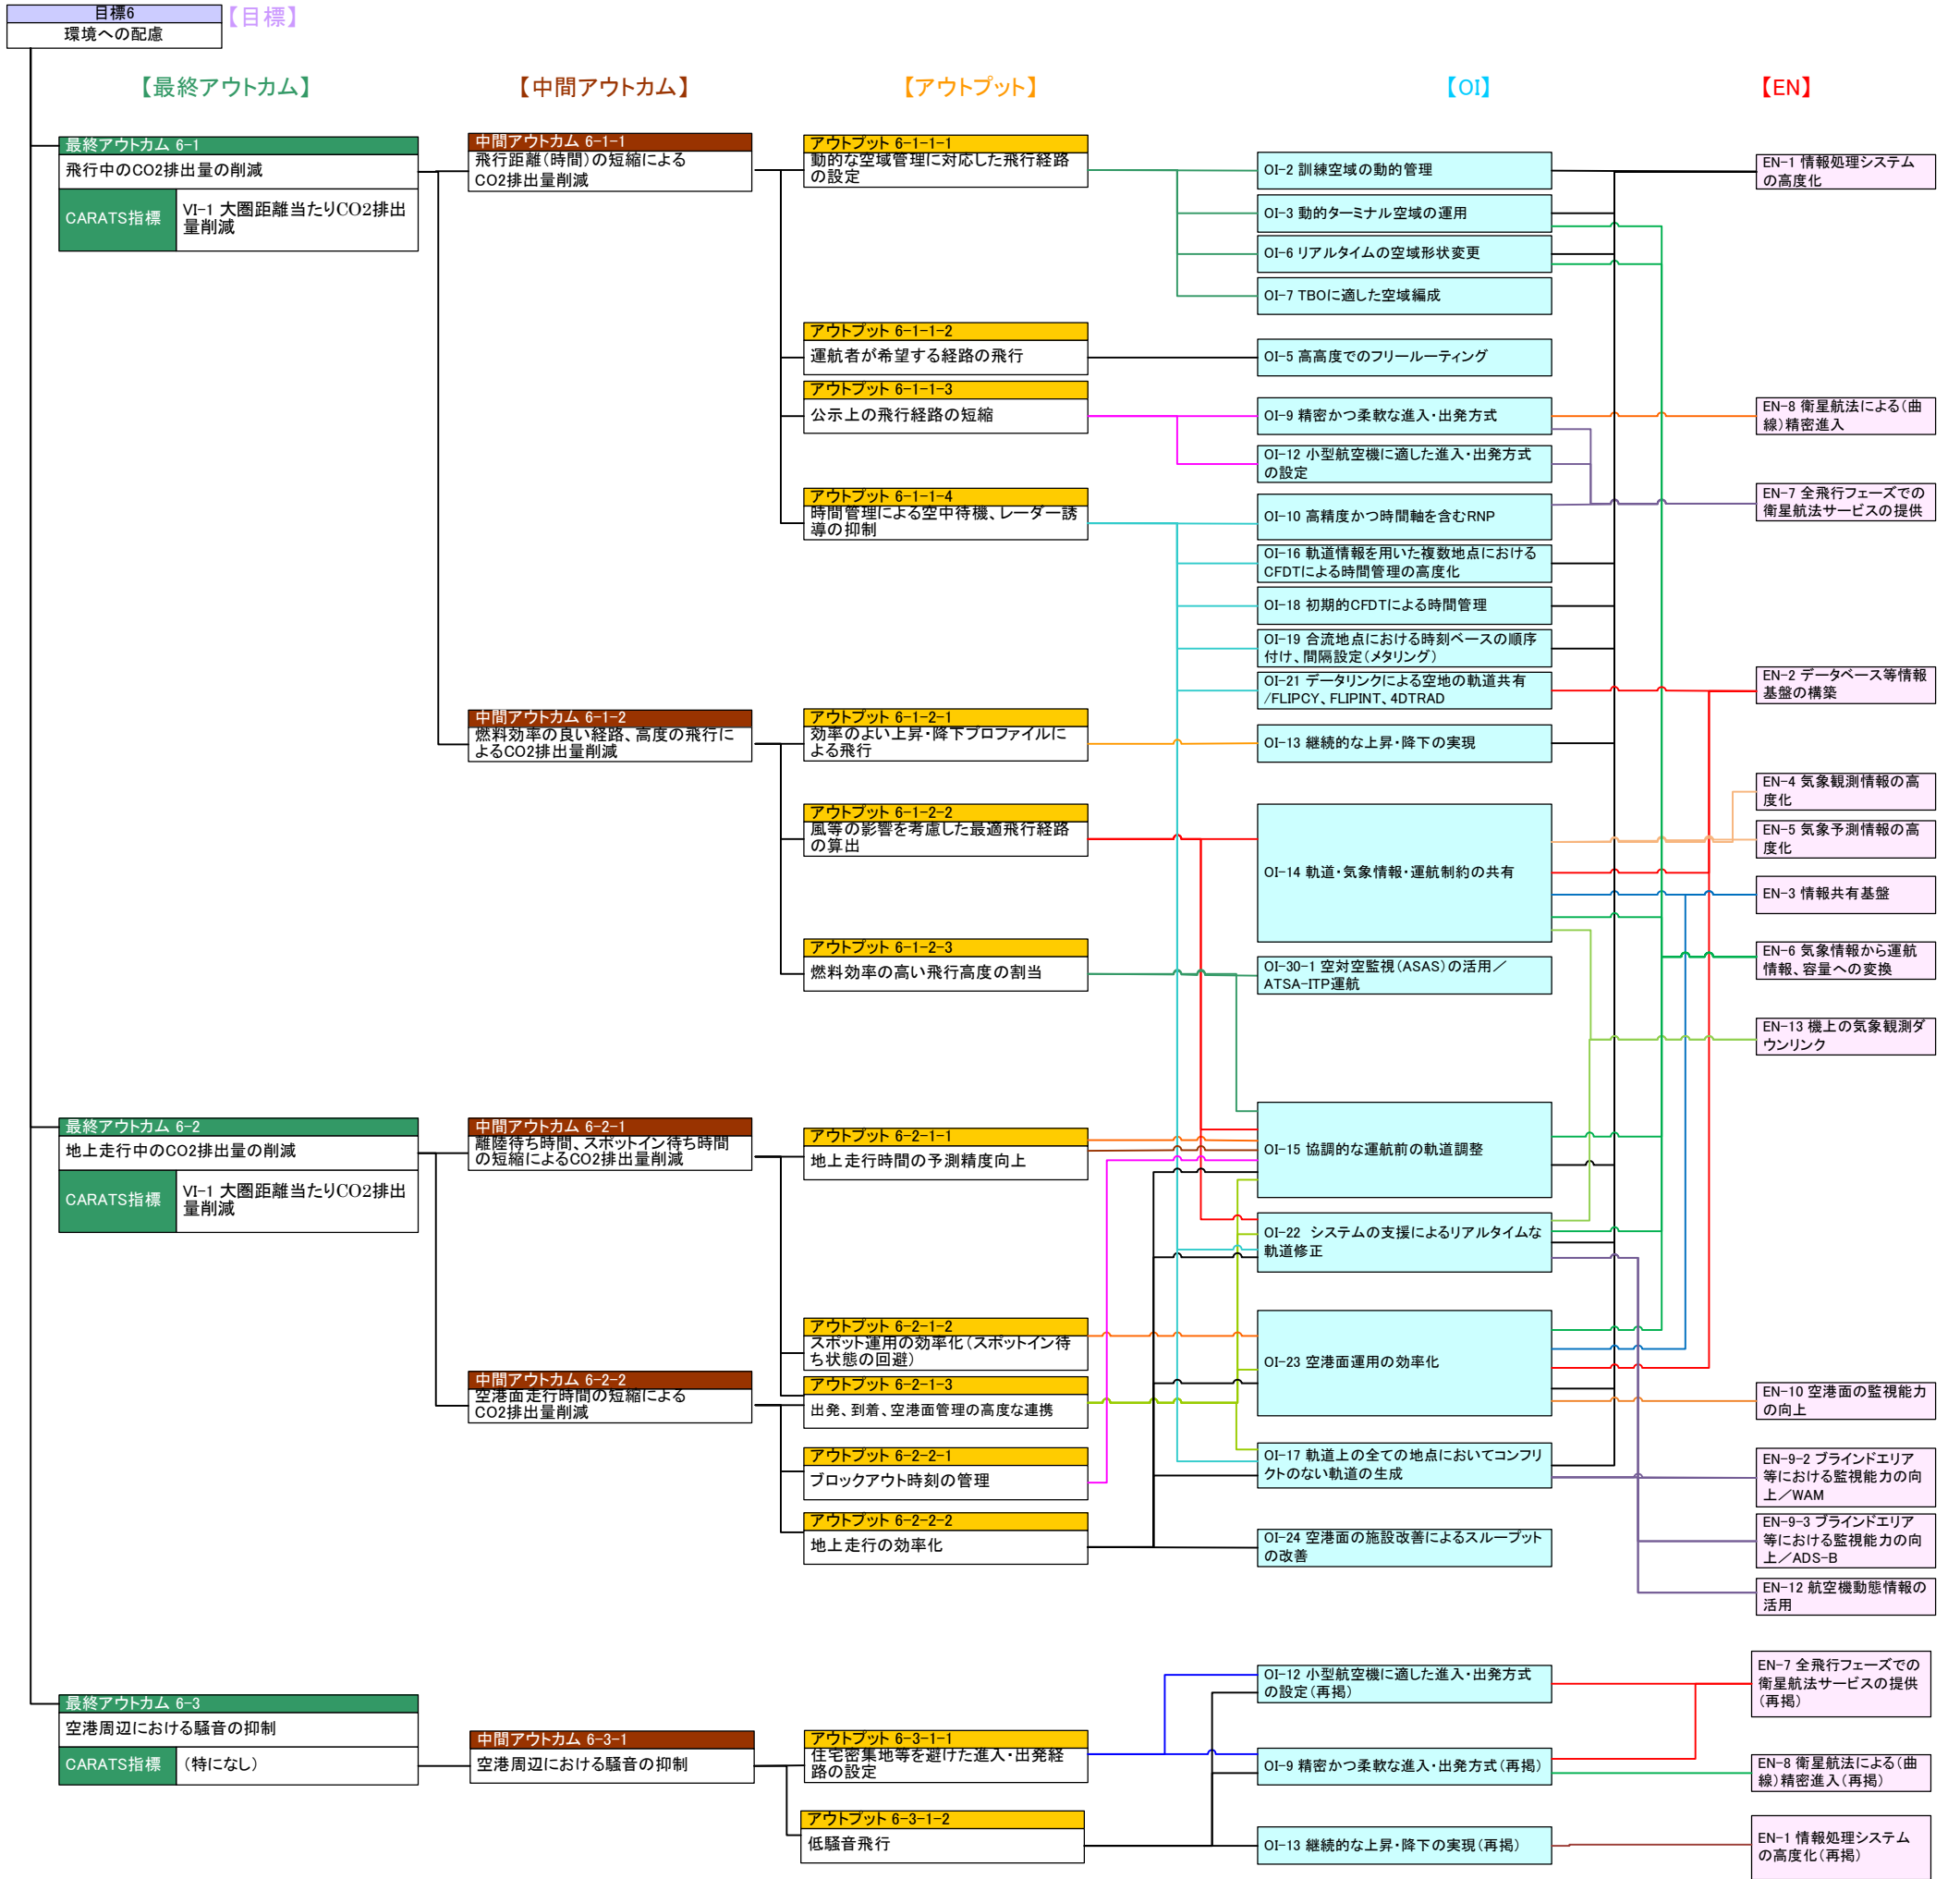 目標6
環境への配慮
【目標】
【最終アウトカム】
【中間アウトカム】
【アウトプット】
【OI】
【EN】
最終アウトカム 6-1
飛行中のCO2排出量の削減
CARATS指標
VI-1 大圏距離当たりCO2排出
量削減
中間アウトカム 6-1-1
飛行距離(時間)の短縮による
CO2排出量削減
アウトプット 6-1-1-1
動的な空域管理に対応した飛行経路
の設定
OI-2 訓練空域の動的管理
OI-3 動的ターミナル空域の運用
OI-6 リアルタイムの空域形状変更
OI-7 TBOに適した空域編成
EN-1 情報処理システム
の高度化
アウトプット 6-1-1-2
運航者が希望する経路の飛行
OI-5 高高度でのフリールーティング
アウトプット 6-1-1-3
公示上の飛行経路の短縮
OI-9 精密かつ柔軟な進入・出発方式
OI-12 小型航空機に適した進入・出発方式
の設定
EN-8 衛星航法による(曲
線)精密進入
EN-7 全飛行フェーズでの
衛星航法サービスの提供
アウトプット 6-1-1-4
時間管理による空中待機、レーダー誘
導の抑制
OI-10 高精度かつ時間軸を含むRNP
OI-16 軌道情報を用いた複数地点における
CFDTによる時間管理の高度化
OI-18 初期的CFDTによる時間管理
OI-19 合流地点における時刻ベースの順序
付け、間隔設定(メタリング)
OI-21 データリンクによる空地の軌道共有
/FLIPCY、FLIPINT、4DTRAD
EN-2 データベース等情報
基盤の構築
中間アウトカム 6-1-2
燃料効率の良い経路、高度の飛行に
よるCO2排出量削減
アウトプット 6-1-2-1
効率のよい上昇・降下プロファイルに
よる飛行
OI-13 継続的な上昇・降下の実現
アウトプット 6-1-2-2
風等の影響を考慮した最適飛行経路
の算出
OI-14 軌道・気象情報・運航制約の共有
EN-4 気象観測情報の高
度化
EN-5 気象予測情報の高
度化
EN-3 情報共有基盤
アウトプット 6-1-2-3
燃料効率の高い飛行高度の割当
OI-30-1 空対空監視(ASAS)の活用/
ATSA-ITP運航
EN-6 気象情報から運航
情報、容量への変換
EN-13 機上の気象観測ダ
ウンリンク
最終アウトカム 6-2
地上走行中のCO2排出量の削減
CARATS指標
VI-1 大圏距離当たりCO2排出
量削減
中間アウトカム 6-2-1
離陸待ち時間、スポットイン待ち時間
の短縮によるCO2排出量削減
アウトプット 6-2-1-1
地上走行時間の予測精度向上
OI-15 協調的な運航前の軌道調整
OI-22 システムの支援によるリアルタイムな
軌道修正
アウトプット 6-2-1-2
スポット運用の効率化(スポットイン待
ち状態の回避)
OI-23 空港面運用の効率化
中間アウトカム 6-2-2
空港面走行時間の短縮による
CO2排出量削減
アウトプット 6-2-1-3
出発、到着、空港面管理の高度な連携
EN-10 空港面の監視能力
の向上
アウトプット 6-2-2-1
ブロックアウト時刻の管理
OI-17 軌道上の全ての地点においてコンフリ
クトのない軌道の生成
EN-9-2 ブラインドエリア
等における監視能力の向
上/WAM
アウトプット 6-2-2-2
地上走行の効率化
OI-24 空港面の施設改善によるスループット
の改善
EN-9-3 ブラインドエリア
等における監視能力の向
上/ADS-B
EN-12 航空機動態情報の
活用
最終アウトカム 6-3
空港周辺における騒音の抑制
CARATS指標
(特になし)
中間アウトカム 6-3-1
空港周辺における騒音の抑制
アウトプット 6-3-1-1
住宅密集地等を避けた進入・出発経
路の設定
OI-12 小型航空機に適した進入・出発方式
の設定(再掲)
EN-7 全飛行フェーズでの
衛星航法サービスの提供
(再掲)
OI-9 精密かつ柔軟な進入・出発方式(再掲)
EN-8 衛星航法による(曲
線)精密進入(再掲)
アウトプット 6-3-1-2
低騒音飛行
OI-13 継続的な上昇・降下の実現(再掲)
EN-1 情報処理システム
の高度化(再掲)